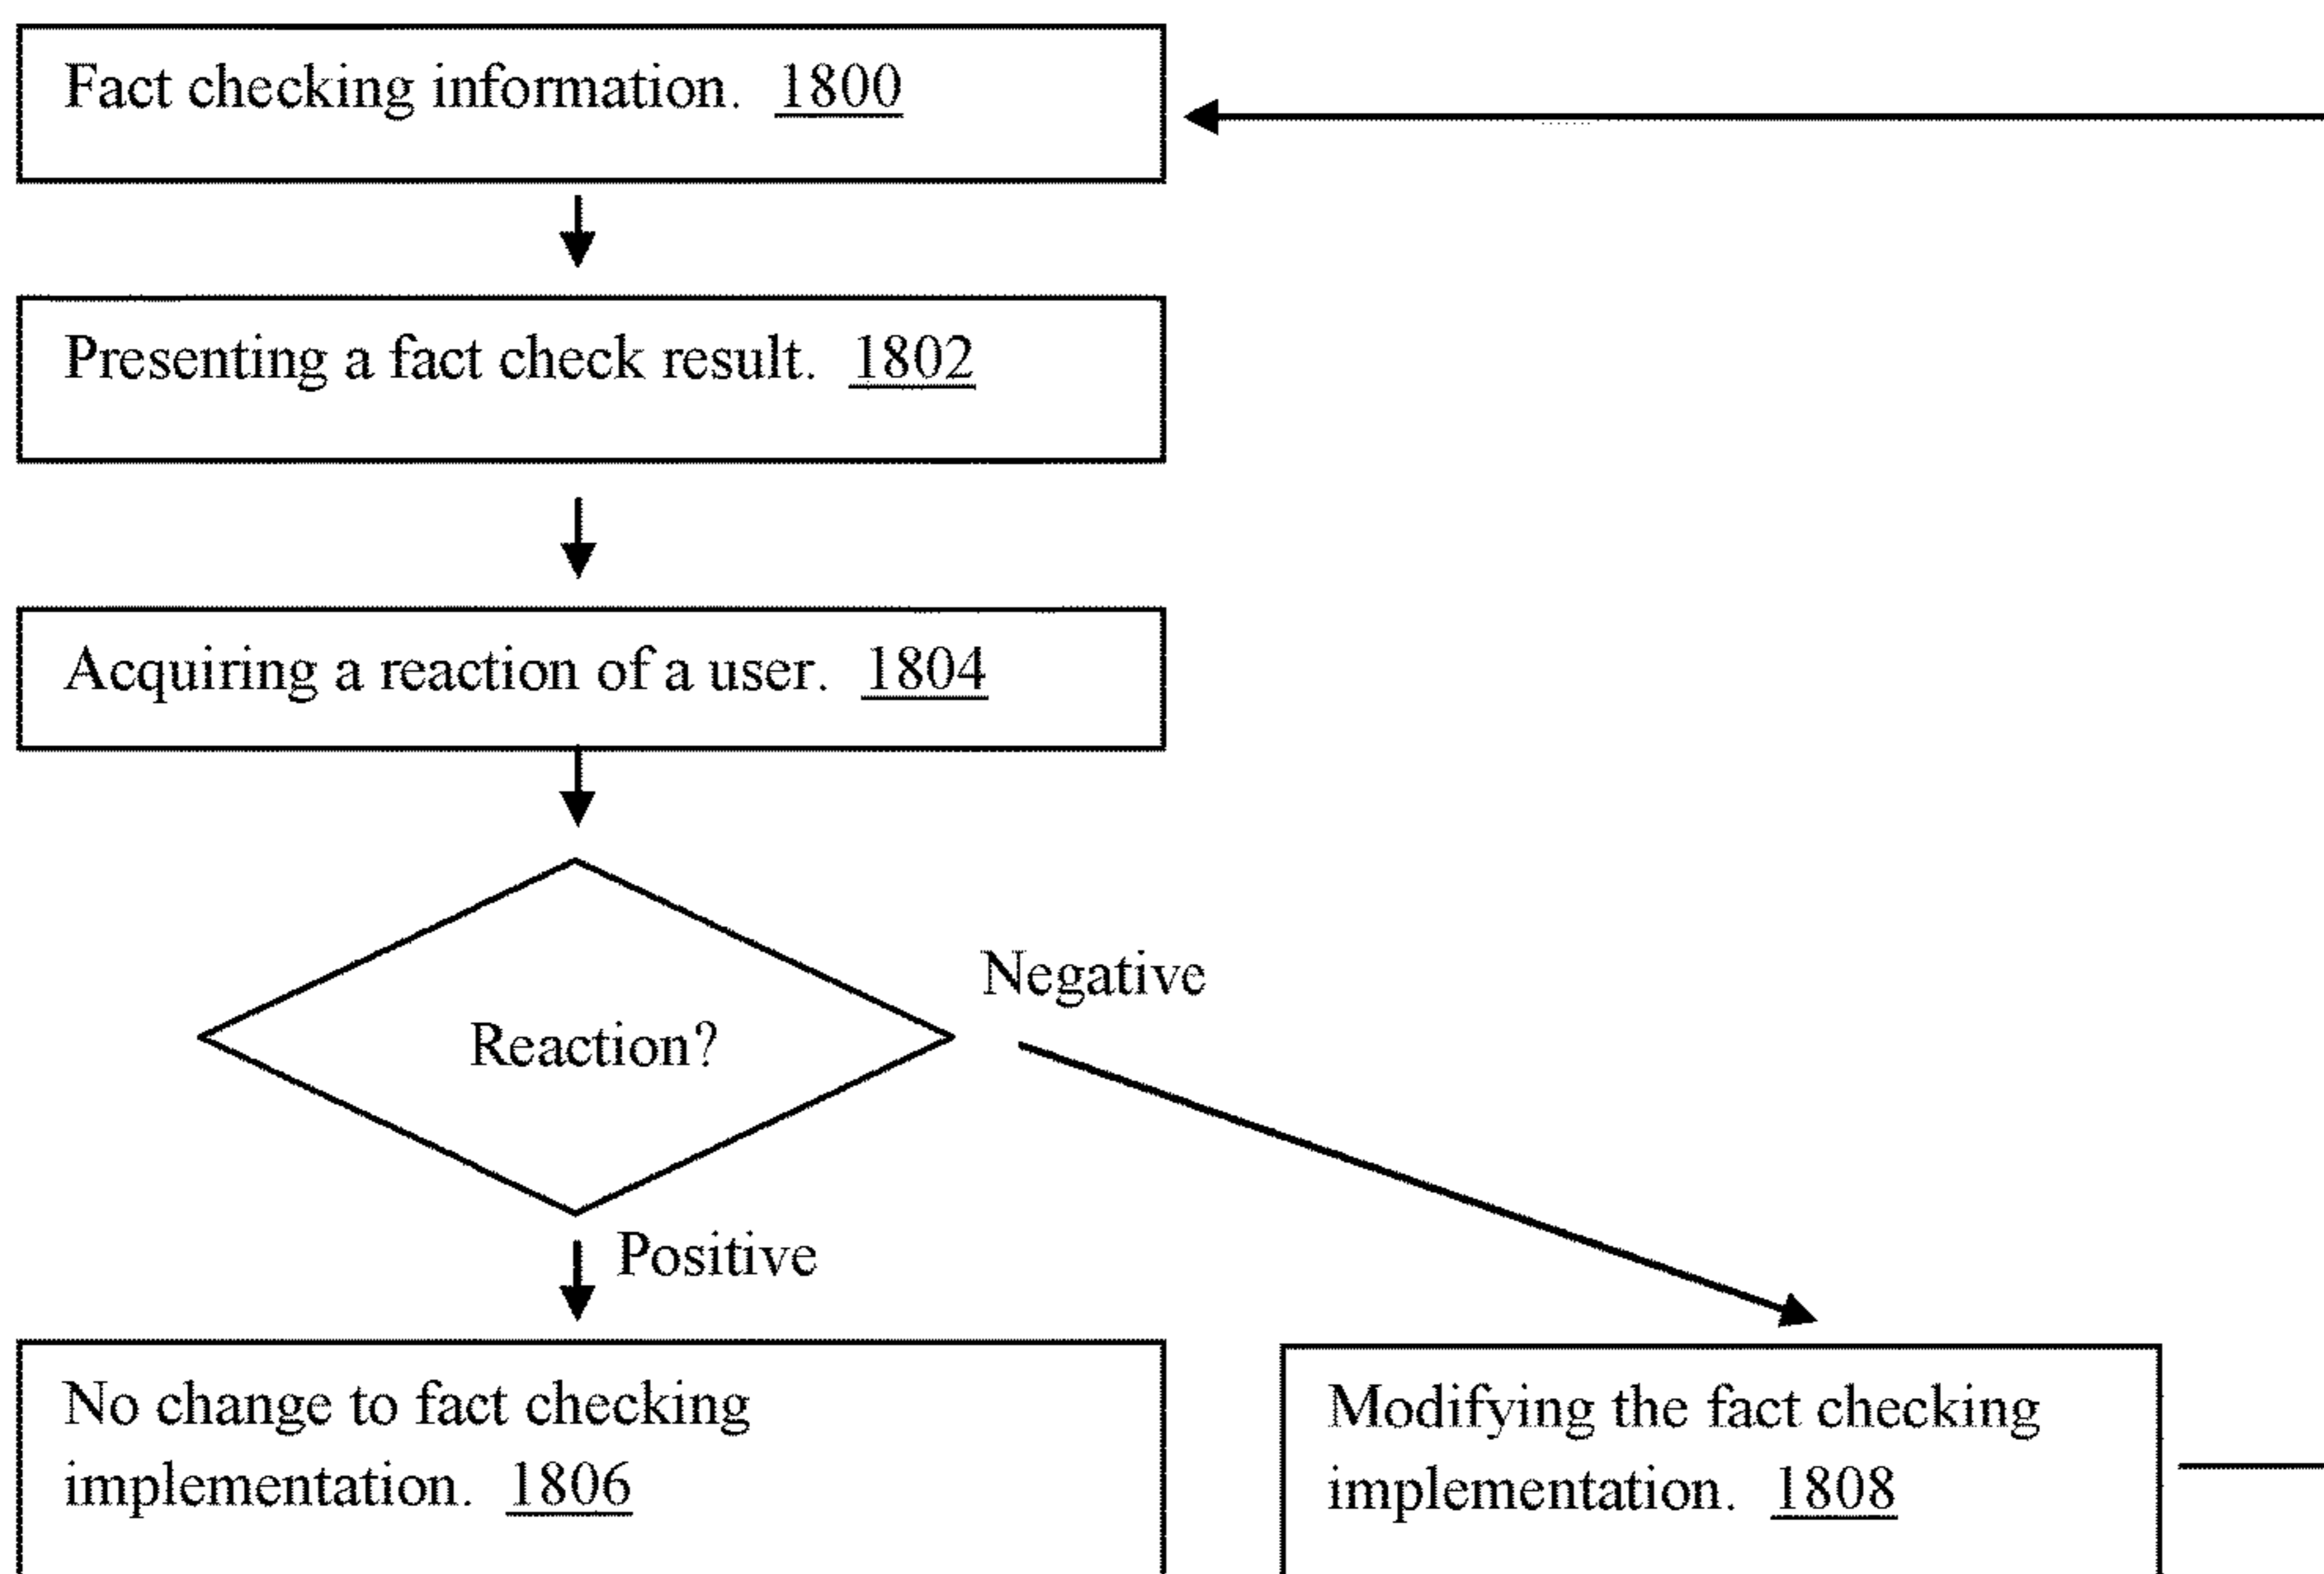 Fact checking information. 1800
Presenting a fact check result. 1802
Acquiring a reaction of a user. 1804
Negative
Reaction?
Positive
No change to fact checking
implementation. 1806
Modifying the fact checking
implementation. 1808